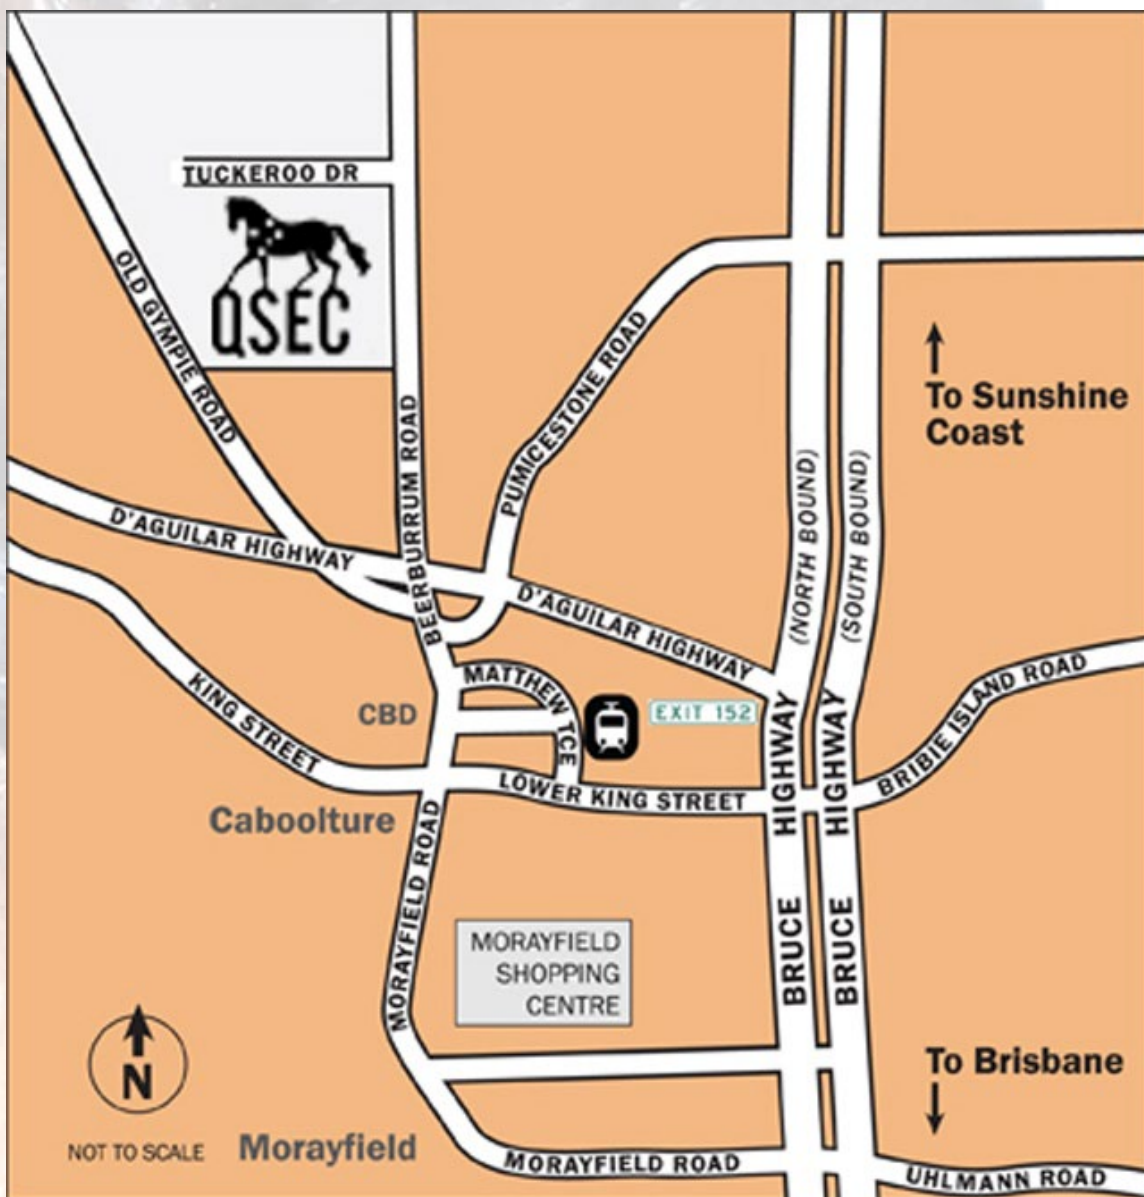 TUCKEROO DR
QSEC
OLD GYMPIE ROAD
BEERBURRUM ROAD
PUMICESTONE ROAD
To Sunshine
Coast
(NORTH BOUND)
(SOUTH BOUND)
D'AGUILAR HIGHWAY
D'AGUILAR HIGHWAY
KING STREET
CBD
MATTHEW TCE
EXIT 152
BRIBIE ISLAND ROAD
LOWER KING STREET
Caboolture
MORAYFIELD ROAD
BRUCE HIGHWAY
BRUCE HIGHWAY
MORAYFIELD
SHOPPING
CENTRE
N
NOT TO SCALE
To Brisbane
Morayfield
MORAYFIELD ROAD
UHLMANN ROAD